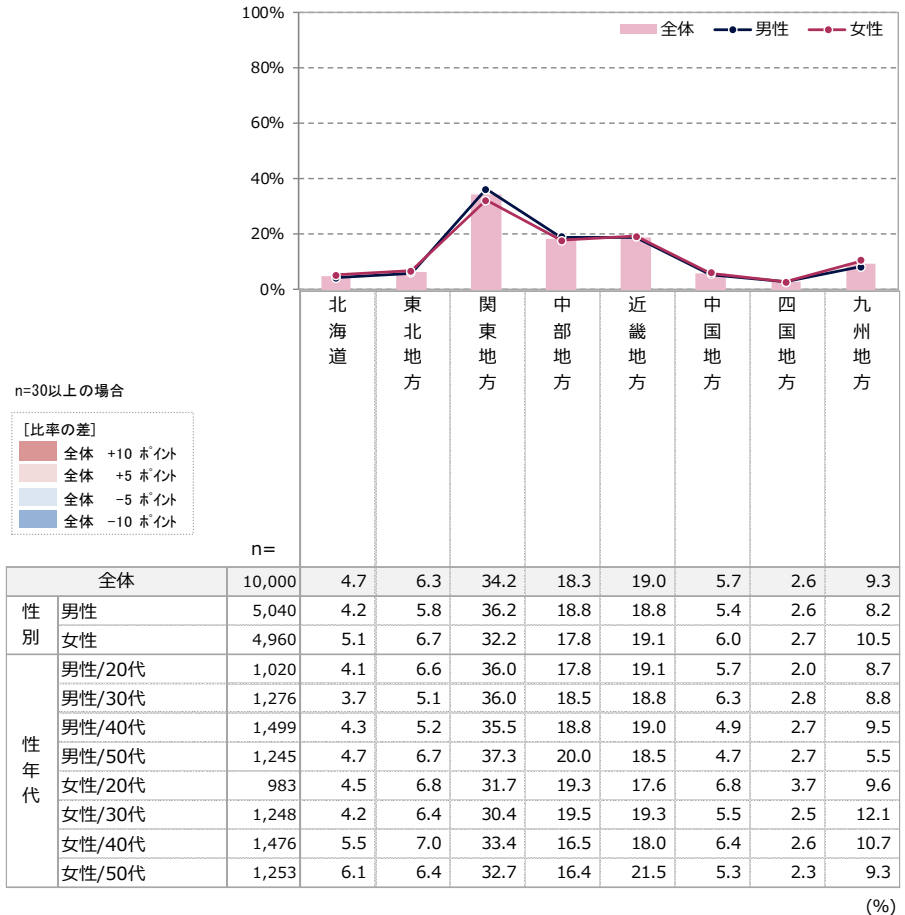 100%
全体 男性 女性
80%
60%
40%
20%
0%
北海道 東北地方 関東地方 中部地方 近畿地方 中国地方 四国地方 九州地方
n=30以上の場合
[比率の差]
全体 +10 ポイント
全体 +5 ポイント
全体 -5 ポイント
全体 -10 ポイント
n=
全体 10,000 4.7 6.3 34.2 18.3 19.0 5.7 2.6 9.3
性別
男性 5,040 4.2 5.8 36.2 18.8 18.8 5.4 2.6 8.2
女性 4,960 5.1 6.7 32.2 17.8 19.1 6.0 2.7 10.5
性年代
男性/20代 1,020 4.1 6.6 36.0 17.8 19.1 5.7 2.0 8.7
男性/30代 1,276 3.7 5.1 36.0 18.5 18.8 6.3 2.8 8.8
男性/40代 1,499 4.3 5.2 35.5 18.8 19.0 4.9 2.7 9.5
男性/50代 1,245 4.7 6.7 37.3 20.0 18.5 4.7 2.7 5.5
女性/20代 983 4.5 6.8 31.7 19.3 17.6 6.8 3.7 9.6
女性/30代 1,248 4.2 6.4 30.4 19.5 19.3 5.5 2.5 12.1
女性/40代 1,476 5.5 7.0 33.4 16.5 18.0 6.4 2.6 10.7
女性/50代 1,253 6.1 6.4 32.7 16.4 21.5 5.3 2.3 9.3
(%)